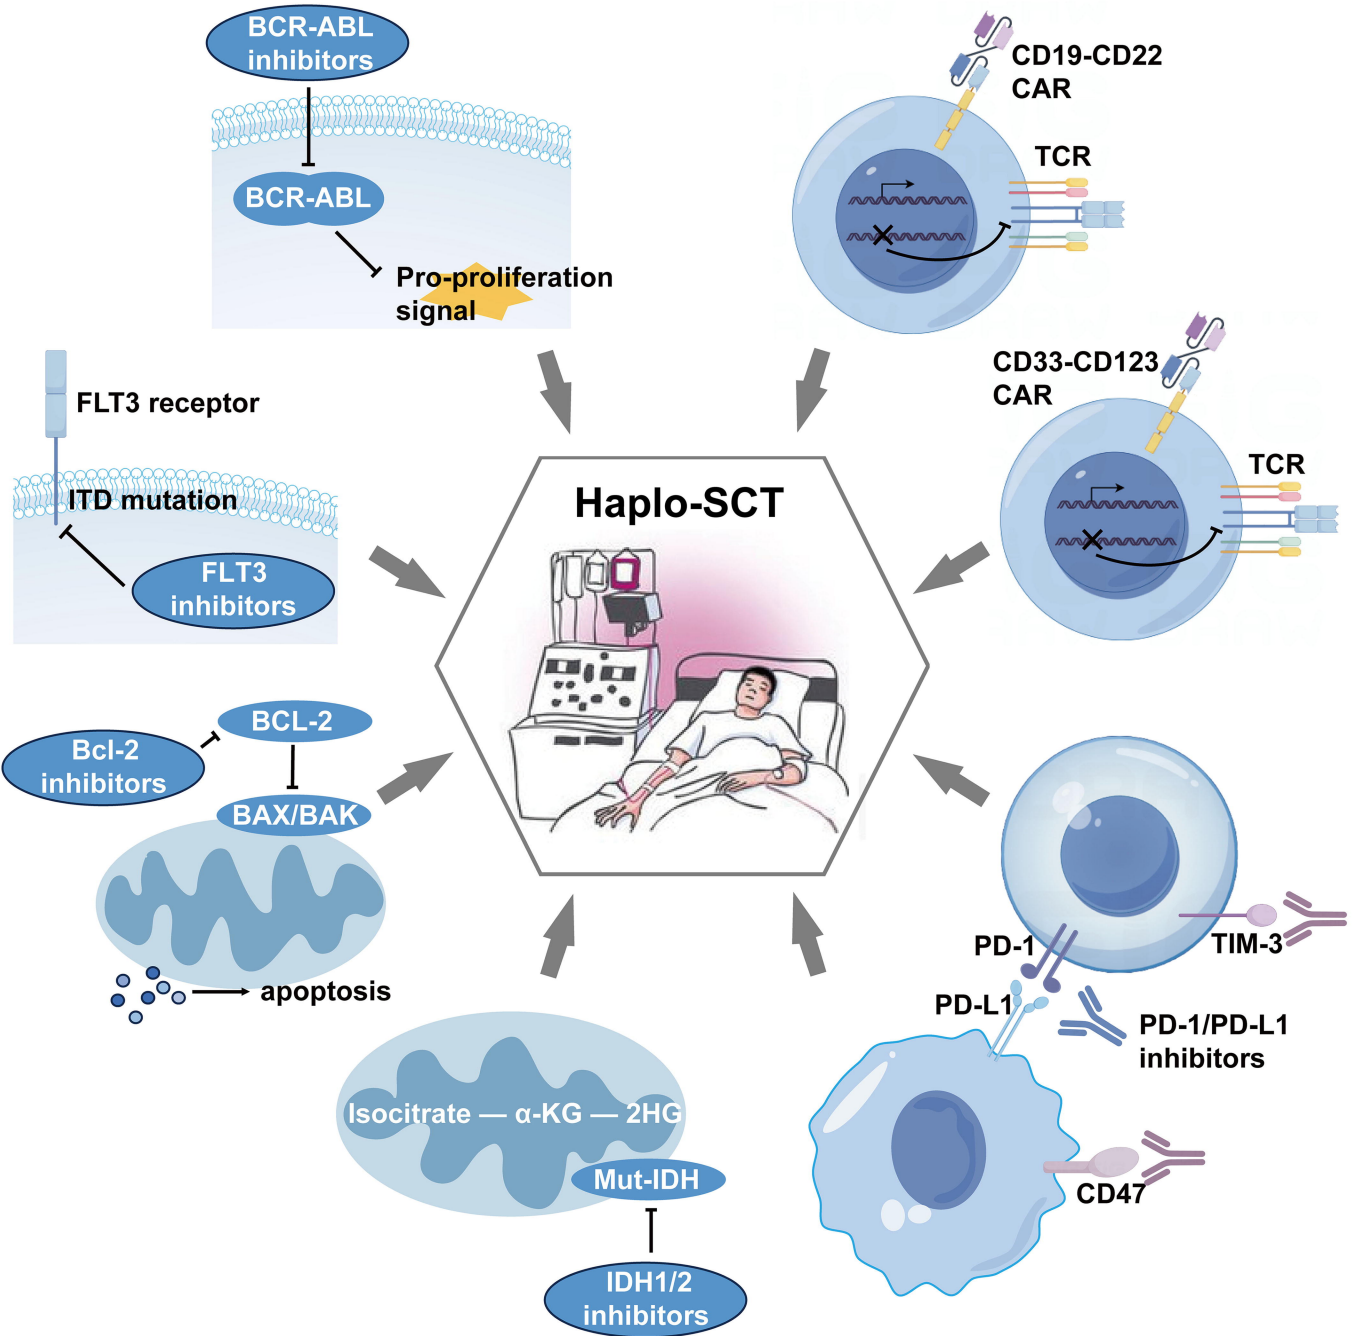 BCR-ABL
inhibitors
BCR-ABL
Pro-proliferation
signal
CD19-CD22
CAR
TCR
CD33-CD123
CAR
TCR
FLT3 receptor
ITD mutation
FLT3
inhibitors
Haplo-SCT
BCL-2
Bcl-2
inhibitors
BAX/BAK
apoptosis
Isocitrate — α-KG — 2HG
Mut-IDH
IDH1/2
inhibitors
PD-1
TIM-3
PD-L1
PD-1/PD-L1
inhibitors
CD47